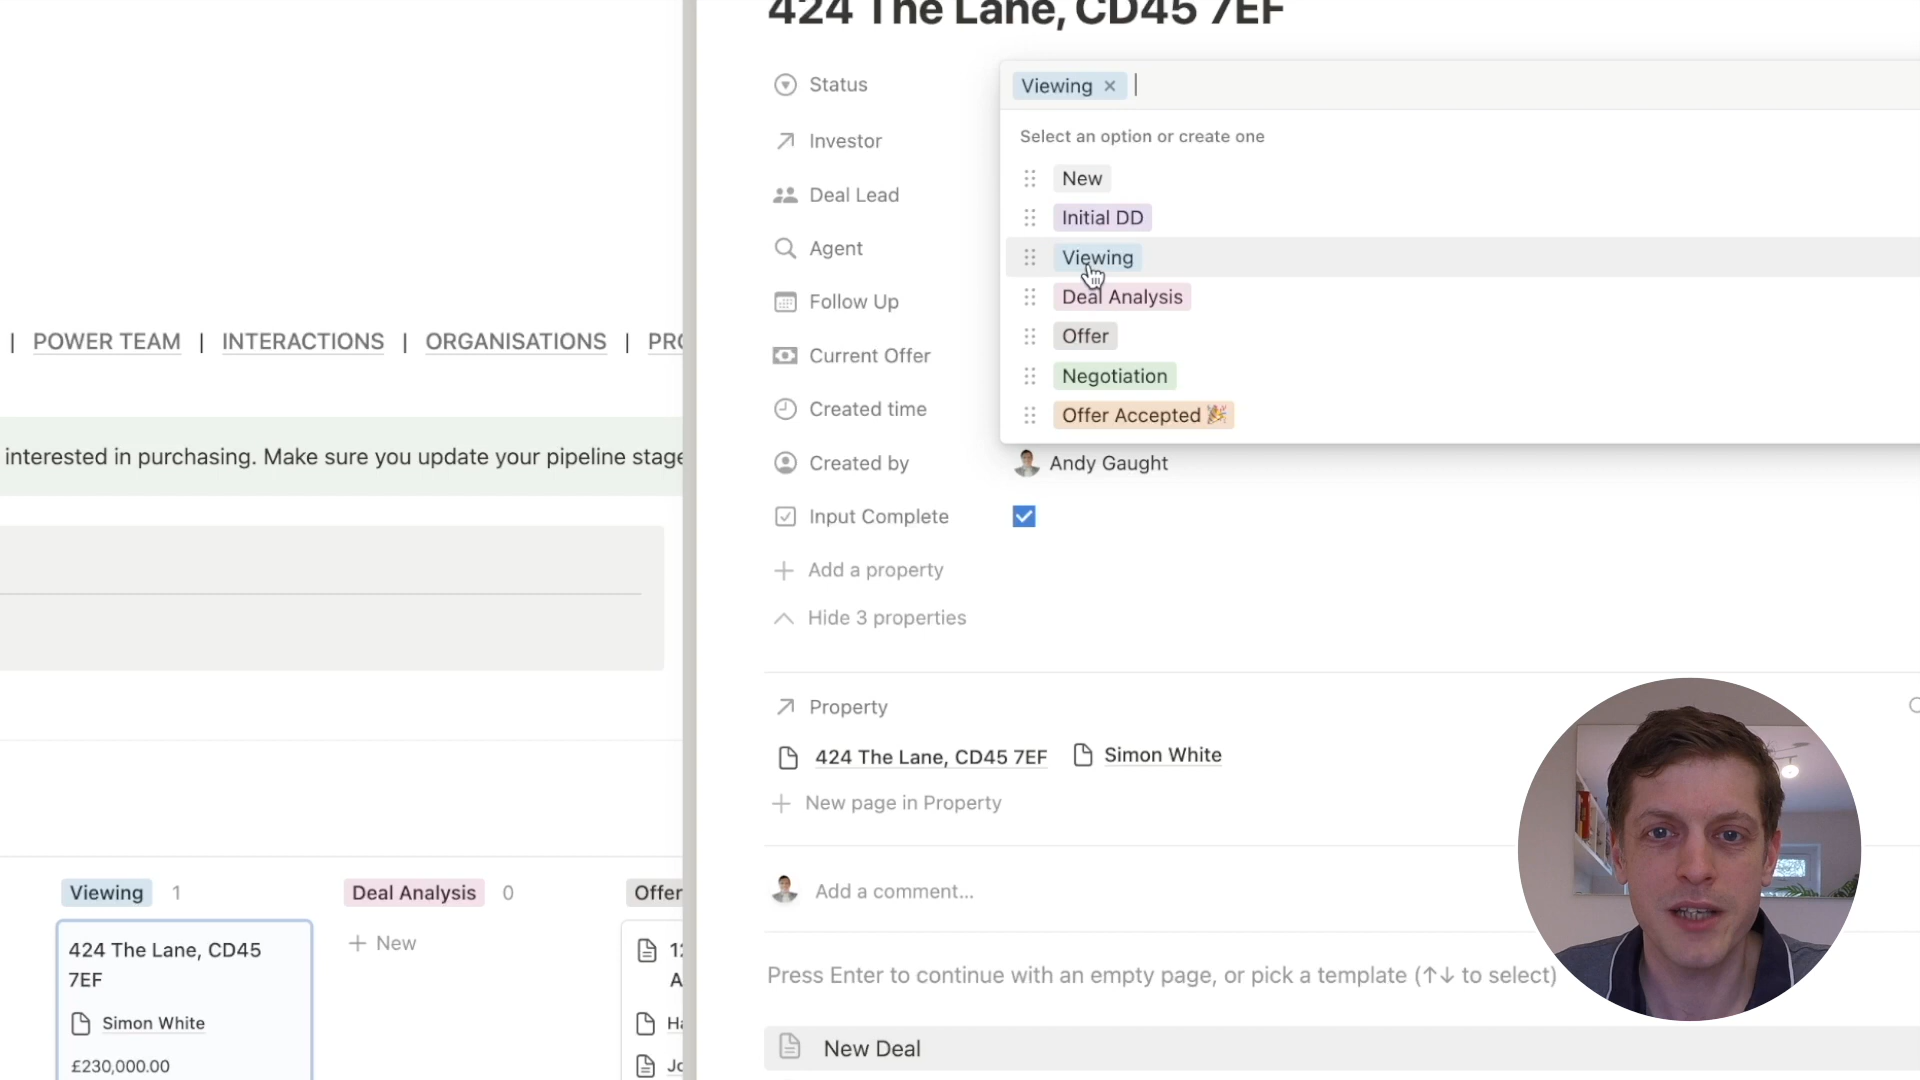 424 The Lane, CD45 7EF
Status
Viewing ×
Select an option or create one
New
Initial DD
Viewing
Deal Analysis
Offer
Negotiation
Offer Accepted 🎉
Investor
Deal Lead
Agent
Follow Up
Current Offer
Created time
Created by
Andy Gaught
Input Complete
+ Add a property
Hide 3 properties
Property
424 The Lane, CD45 7EF Simon White
+ New page in Property
Add a comment...
Press Enter to continue with an empty page, or pick a template (↑↓ to select)
New Deal
| POWER TEAM | INTERACTIONS | ORGANISATIONS |
interested in purchasing. Make sure you update your pipeline stage
Viewing 1
424 The Lane, CD45
7EF
Simon White
£230,000.00
Deal Analysis 0
+ New
Offer